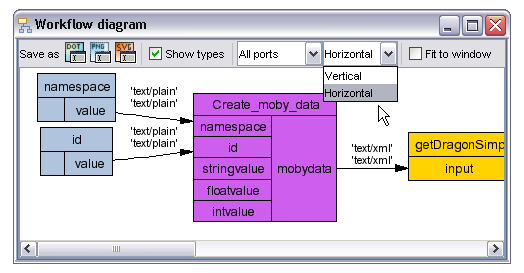 Workflow diagram
Save as DOT PNG SVG Show types All ports Horizontal Fit to window
Vertical
Horizontal
namespace
value
'text/plain'
'text/plain'
id
value
'text/plain'
'text/plain'
Create_moby_data
namespace
id
stringvalue
floatvalue
intvalue
mobydata
'text/xml'
'text/xml'
getDragonSimp
input